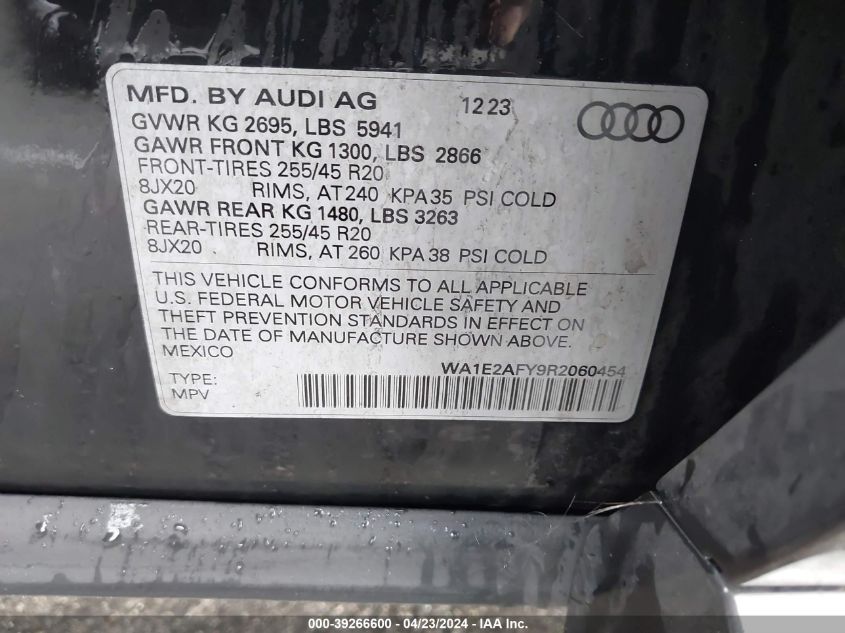 MFD. BY AUDI AG 12 23
GVWR KG 2695, LBS 5941
GAWR FRONT KG 1300, LBS 2866
FRONT-TIRES 255/45 R20
8JX20 RIMS, AT 240 KPA 35 PSI COLD
GAWR REAR KG 1480, LBS 3263
REAR-TIRES 255/45 R20
8JX20 RIMS, AT 260 KPA 38 PSI COLD
THIS VEHICLE CONFORMS TO ALL APPLICABLE
U.S. FEDERAL MOTOR VEHICLE SAFETY AND
THEFT PREVENTION STANDARDS IN EFFECT ON
THE DATE OF MANUFACTURE SHOWN ABOVE.
MEXICO
WA1E2AFY9R2060454
TYPE:
MPV
000-39266600 - 04/23/2024 - IAA Inc.